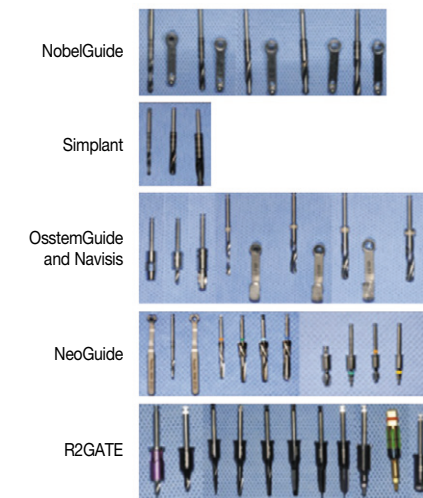 NobelGuide
Simplant
OsstemGuide
and Navisis
NeoGuide
R2GATE